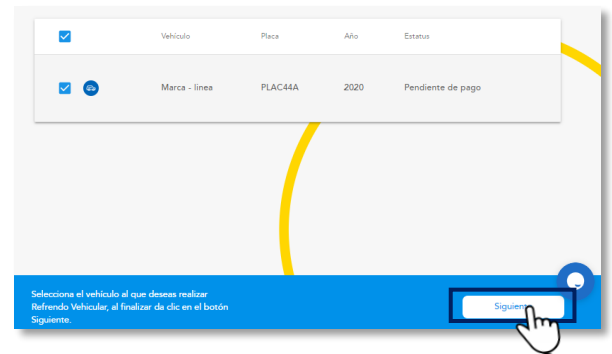 Vehículo Placa Año Estatus
Marca - línea PLAC44A 2020 Pendiente de pago
Selecciona el vehículo al que deseas realizar
Refrendo Vehicular, al finalizar da clic en el botón
Siguiente.
Siguiente